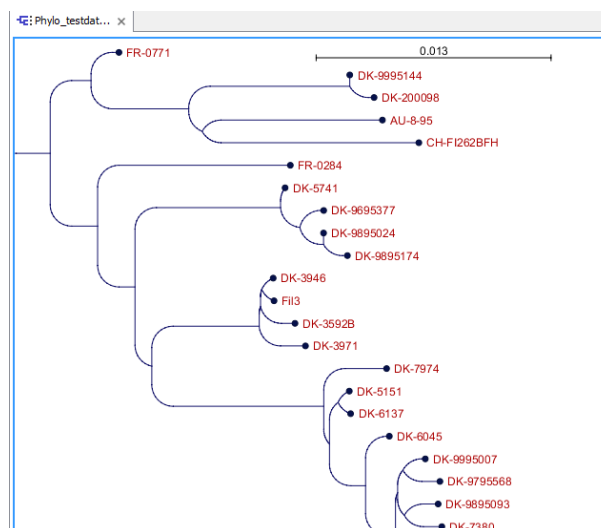 Phylo_testdat...
0.013
FR-0771
DK-9995144
DK-200098
AU-8-95
CH-FI262BFH
FR-0284
DK-5741
DK-9695377
DK-9895024
DK-9895174
DK-3946
Fil3
DK-3592B
DK-3971
DK-7974
DK-5151
DK-6137
DK-6045
DK-9995007
DK-9795568
DK-9895093
DK-7380